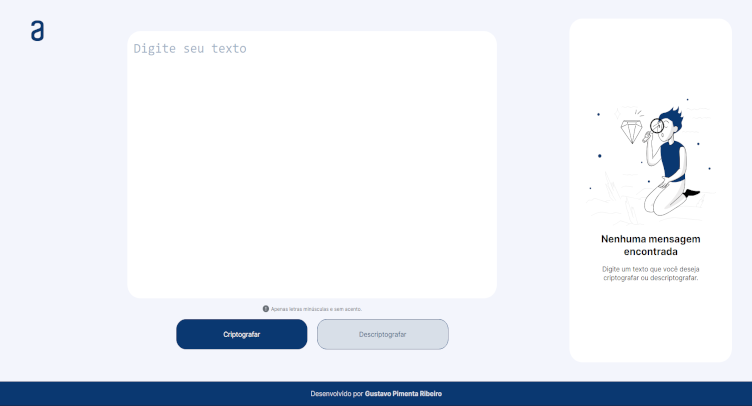 a
Digite seu texto
Apenas letras minúsculas e sem acento.
Criptografar
Descriptografar
Nenhuma mensagem
encontrada
Digite um texto que você deseja
criptografar ou descriptografar.
Desenvolvido por Gustavo Pimenta Ribeiro